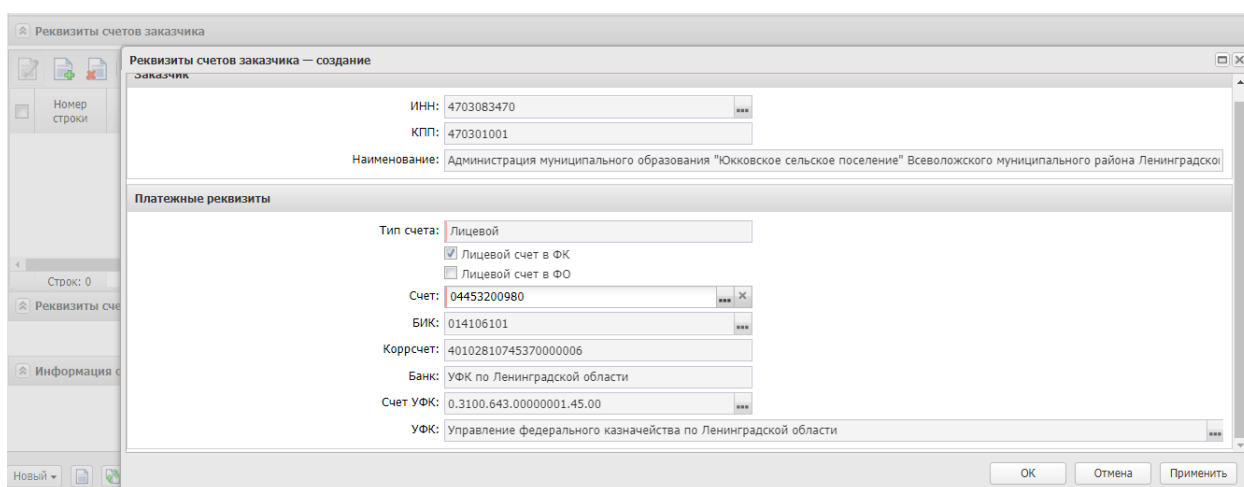 Реквизиты счетов заказчика
Реквизиты счетов заказчика — создание
Заказчик
Номер строки
ИНН: 4703083470
КПП: 470301001
Наименование: Администрация муниципального образования "Юкковское сельское поселение" Всеволожского муниципального района Ленинградско
Платежные реквизиты
Тип счета: Лицевой
Лицевой счет в ФК
Лицевой счет в ФО
Строк: 0
Счет: 04453200980
Реквизиты сче
БИК: 014106101
Коррсчет: 40102810745370000006
Информация о
Банк: УФК по Ленинградской области
Счет УФК: 0.3100.643.00000001.45.00
УФК: Управление федерального казначейства по Ленинградской области
Новый
ОК
Отмена
Применить